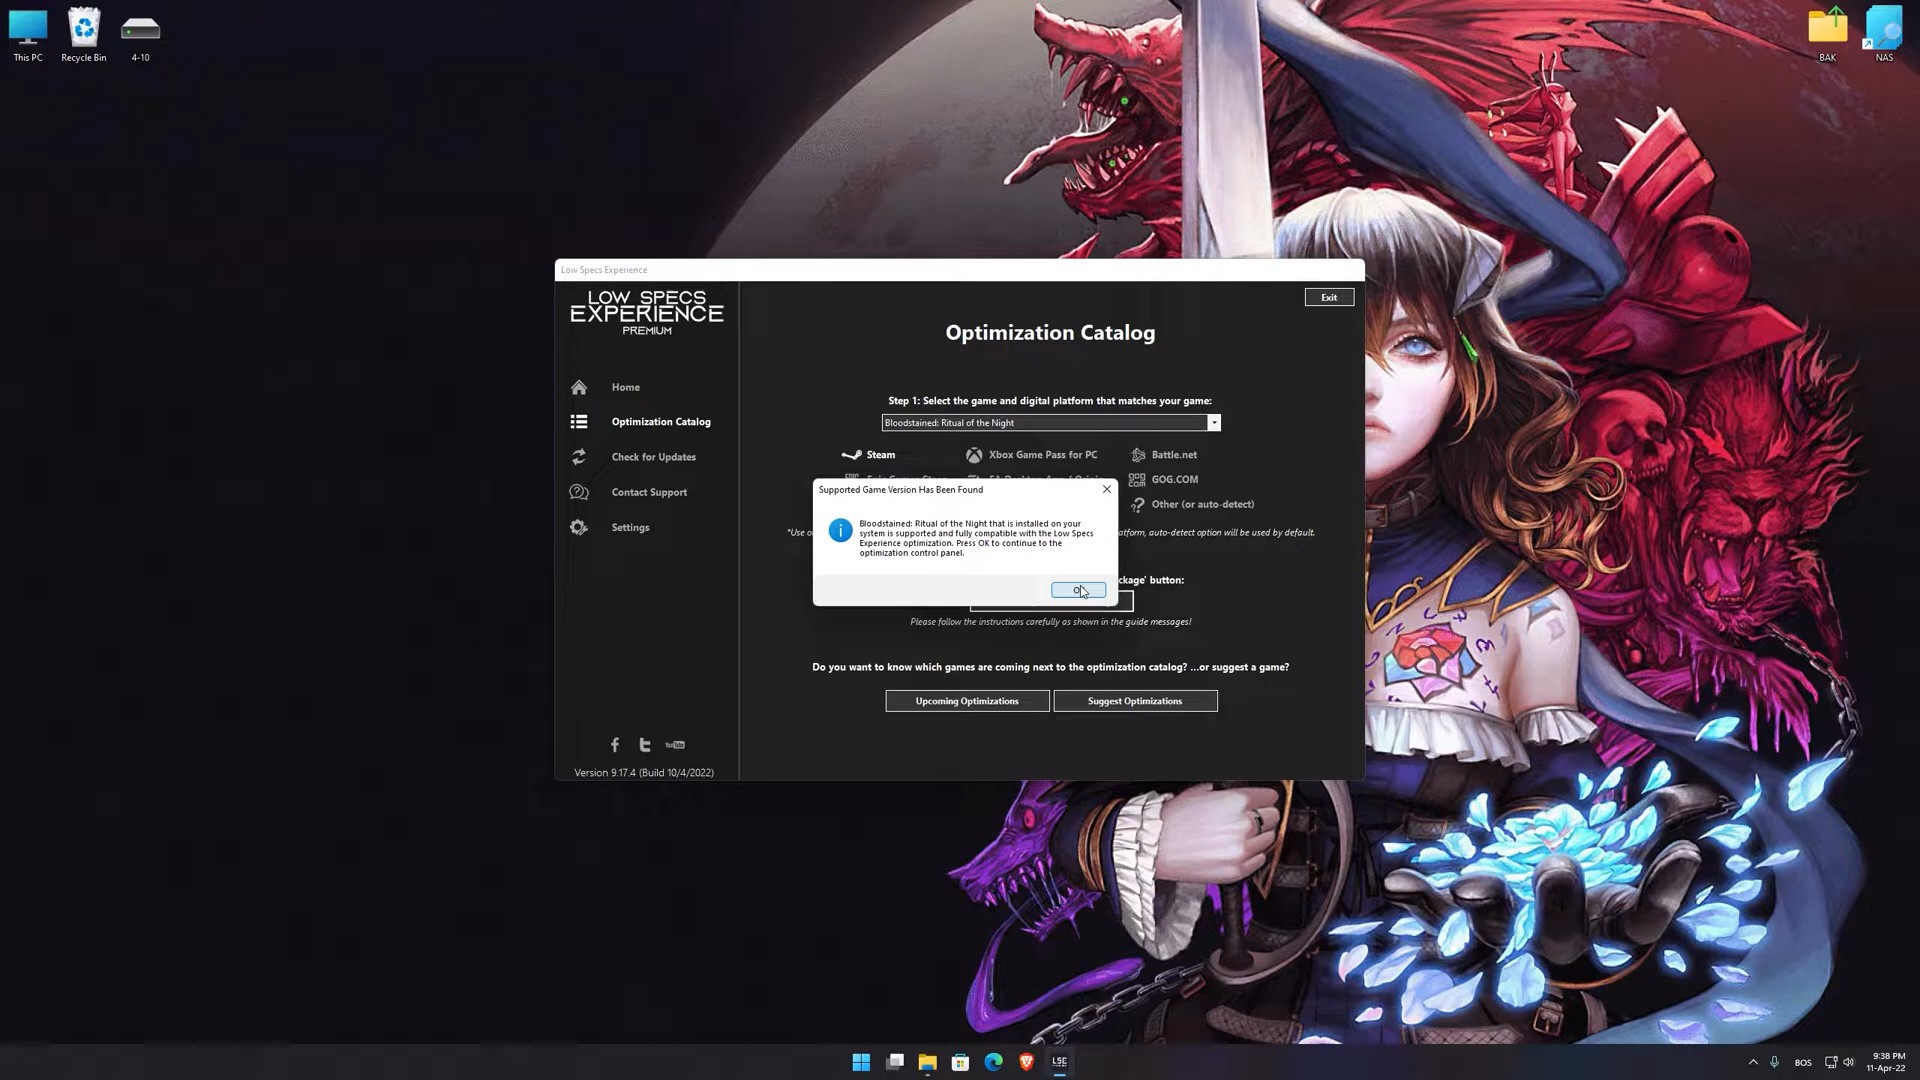 This PC
Recycle Bin
4-10
BAK
NAS
Low Specs Experience
LOW SPECS
EXPERIENCE
PREMIUM
Exit
Home
Optimization Catalog
Check for Updates
Contact Support
Settings
Version 9.17.4 (Build 10/4/2022)
Optimization Catalog
Step 1: Select the game and digital platform that matches your game:
Bloodstained: Ritual of the Night
Steam
Xbox Game Pass for PC
Battle.net
GOG.COM
Other (or auto-detect)
*Use o
atform, auto-detect option will be used by default.
Supported Game Version Has Been Found
Bloodstained: Ritual of the Night that is installed on your
system is supported and fully compatible with the Low Specs
Experience optimization. Press OK to continue to the
optimization control panel.
ckage' button:
Please follow the instructions carefully as shown in the guide messages!
Do you want to know which games are coming next to the optimization catalog? ...or suggest a game?
Upcoming Optimizations
Suggest Optimizations
LSE
BOS
9:38 PM
11-Apr-22